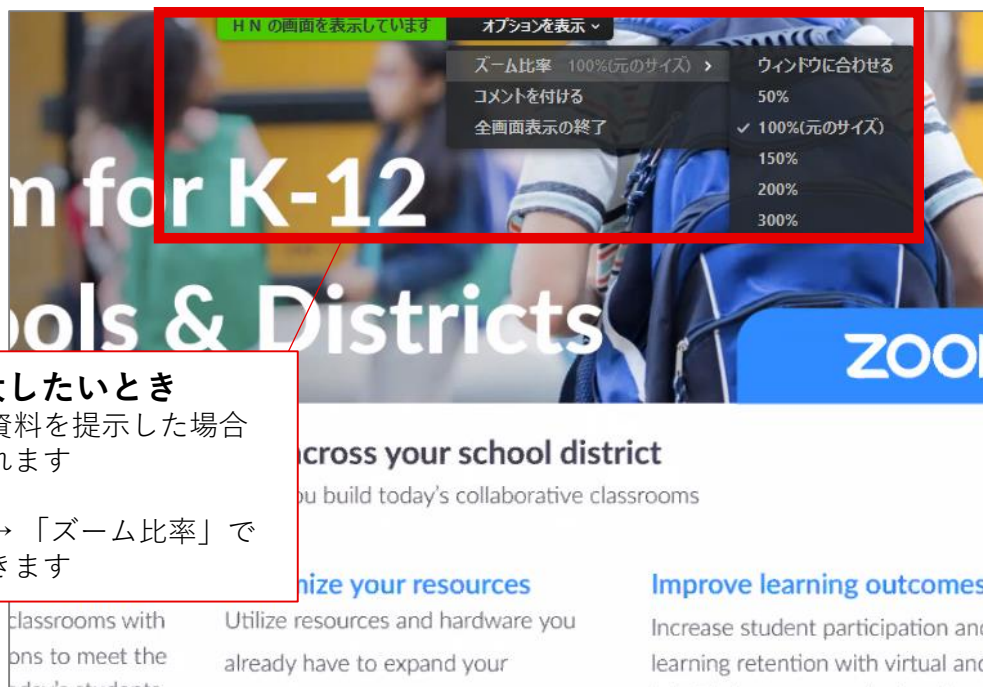 H N の画面を表示しています オプションを表示
ズーム比率 100%(元のサイズ)
コメントを付ける
全画面表示の終了
ウィンドウに合わせる
50%
✓ 100%(元のサイズ)
150%
200%
300%
for K-12
& Districts
したいとき
資料を提示した場合
れます
→ 「ズーム比率」で
きます
across your school district
build today's collaborative classrooms
your resources
Utilize resources and hardware you
already have to expand your
Improve learning outcomes
Increase student participation and
learning retention with virtual and
classrooms with
to meet the